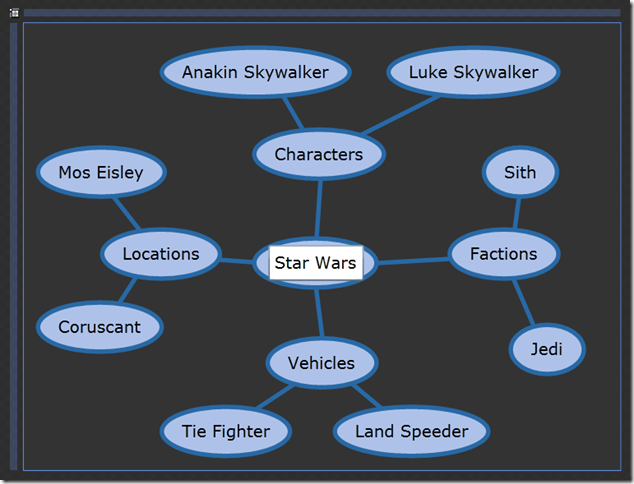 Anakin Skywalker
Luke Skywalker
Characters
Mos Eisley
Sith
Locations
Star Wars
Factions
Coruscant
Vehicles
Jedi
Tie Fighter
Land Speeder